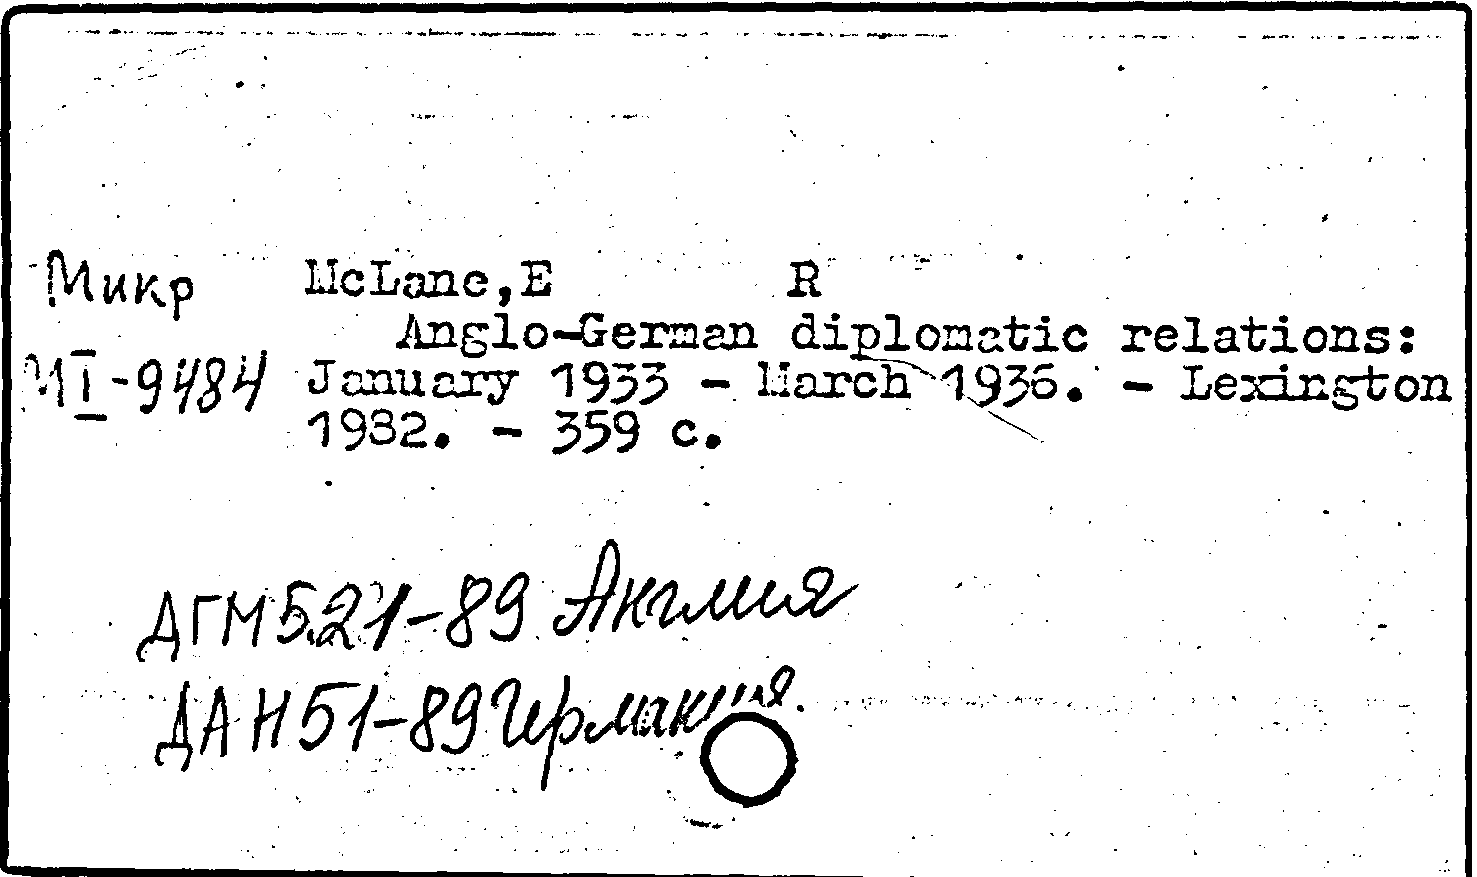 Микр McLane,E R
Anglo-German diplomatic relations:
МI-9484 January 1933 - March 1936. - Lexington
1982. - 359 с.
ДГМ521-89 Англия
ДАН51-89 Германия.